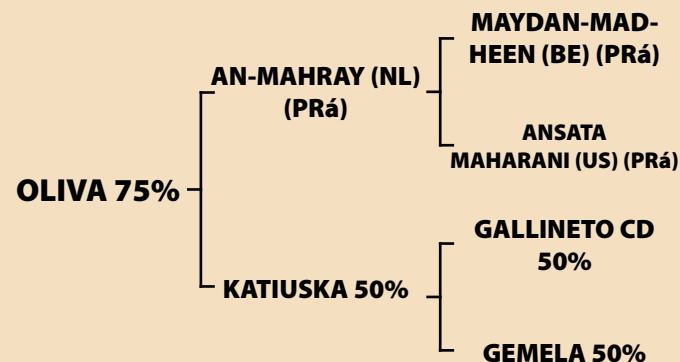 MAYDAN-MAD-
HEEN (BE) (PRá)
AN-MAHRAY (NL)
(PRá)
ANSATA
MAHARANI (US) (PRá)
OLIVA 75%
GALLINETO CD
50%
KATIUSKA 50%
GEMELA 50%